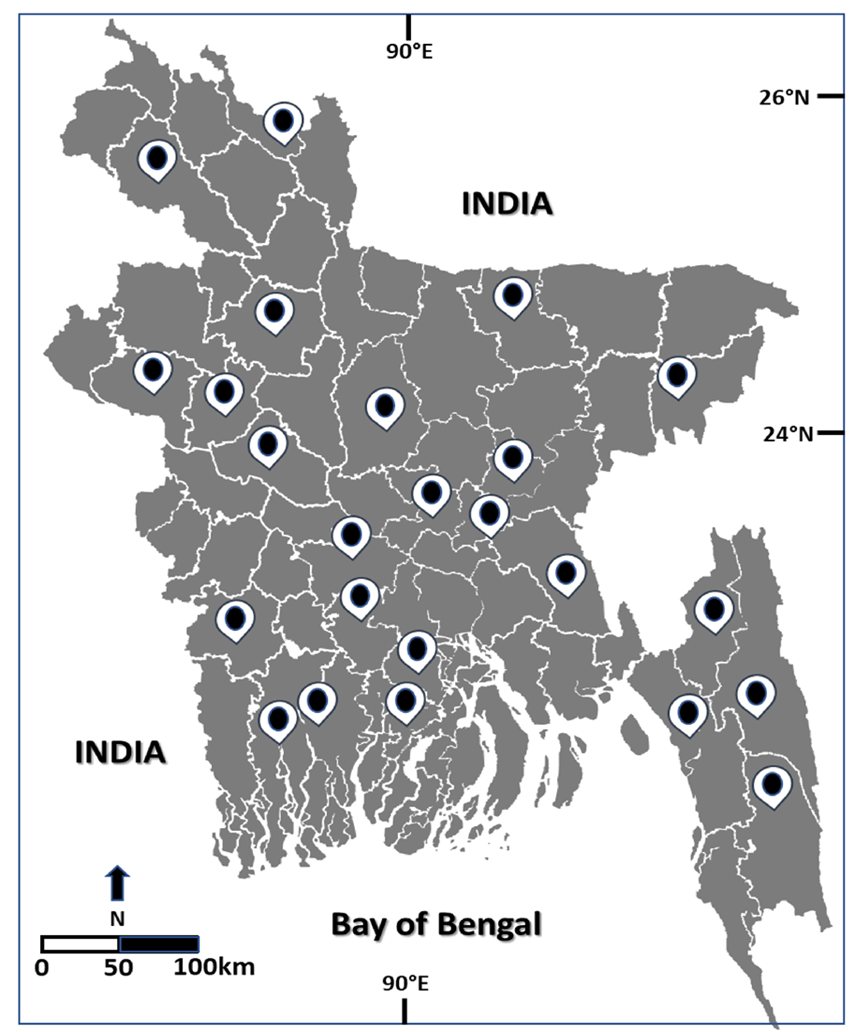 90°E
26°N
INDIA
24°N
INDIA
N
Bay of Bengal
0 50 100km
90°E